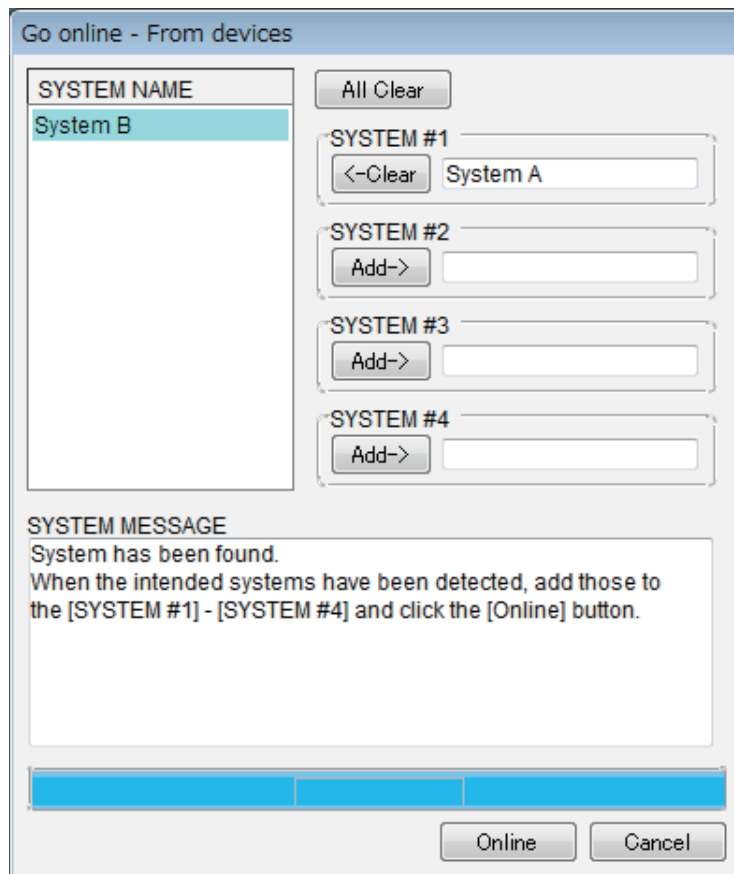 Go online - From devices
SYSTEM NAME
System B
All Clear
SYSTEM #1
<-Clear System A
SYSTEM #2
Add->
SYSTEM #3
Add->
SYSTEM #4
Add->
SYSTEM MESSAGE
System has been found.
When the intended systems have been detected, add those to
the [SYSTEM #1] - [SYSTEM #4] and click the [Online] button.
Online Cancel